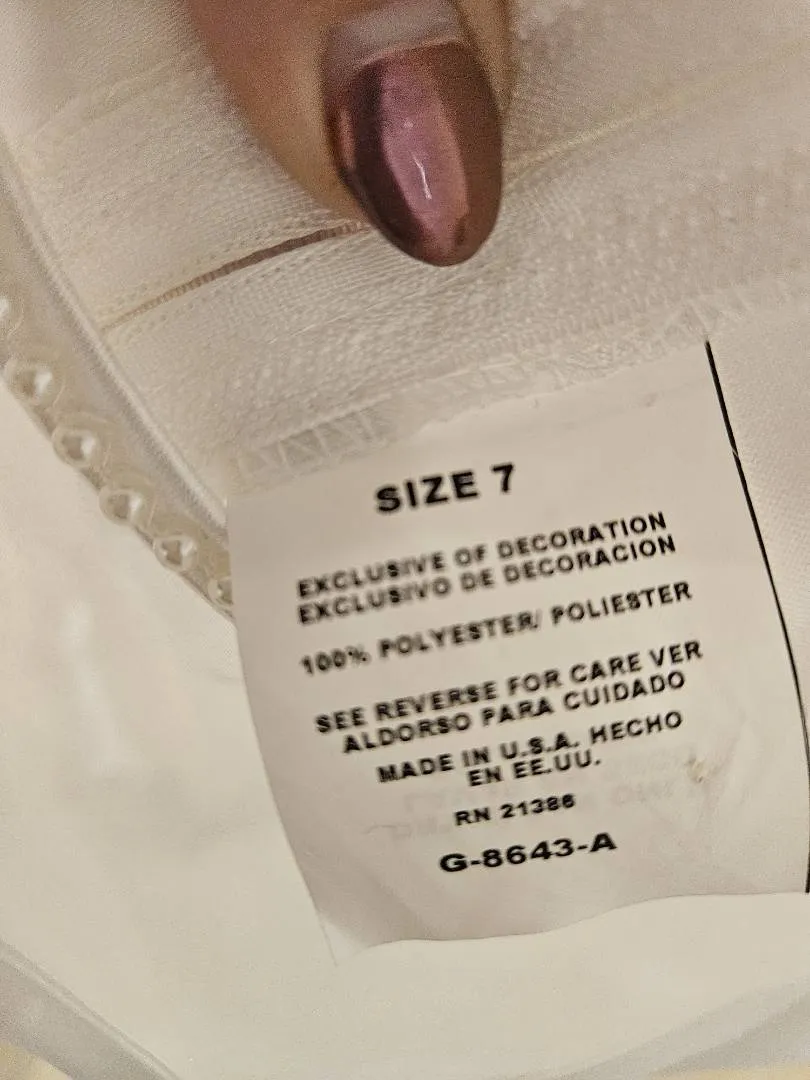 SIZE 7
EXCLUSIVE OF DECORATION
EXCLUSIVO DE DECORACION
100% POLYESTER/ POLIESTER
SEE REVERSE FOR CARE VER
ALDORSO PARA CUIDADO
MADE IN U.S.A. HECHO
EN EE.UU.
RN 21386
G-8643-A